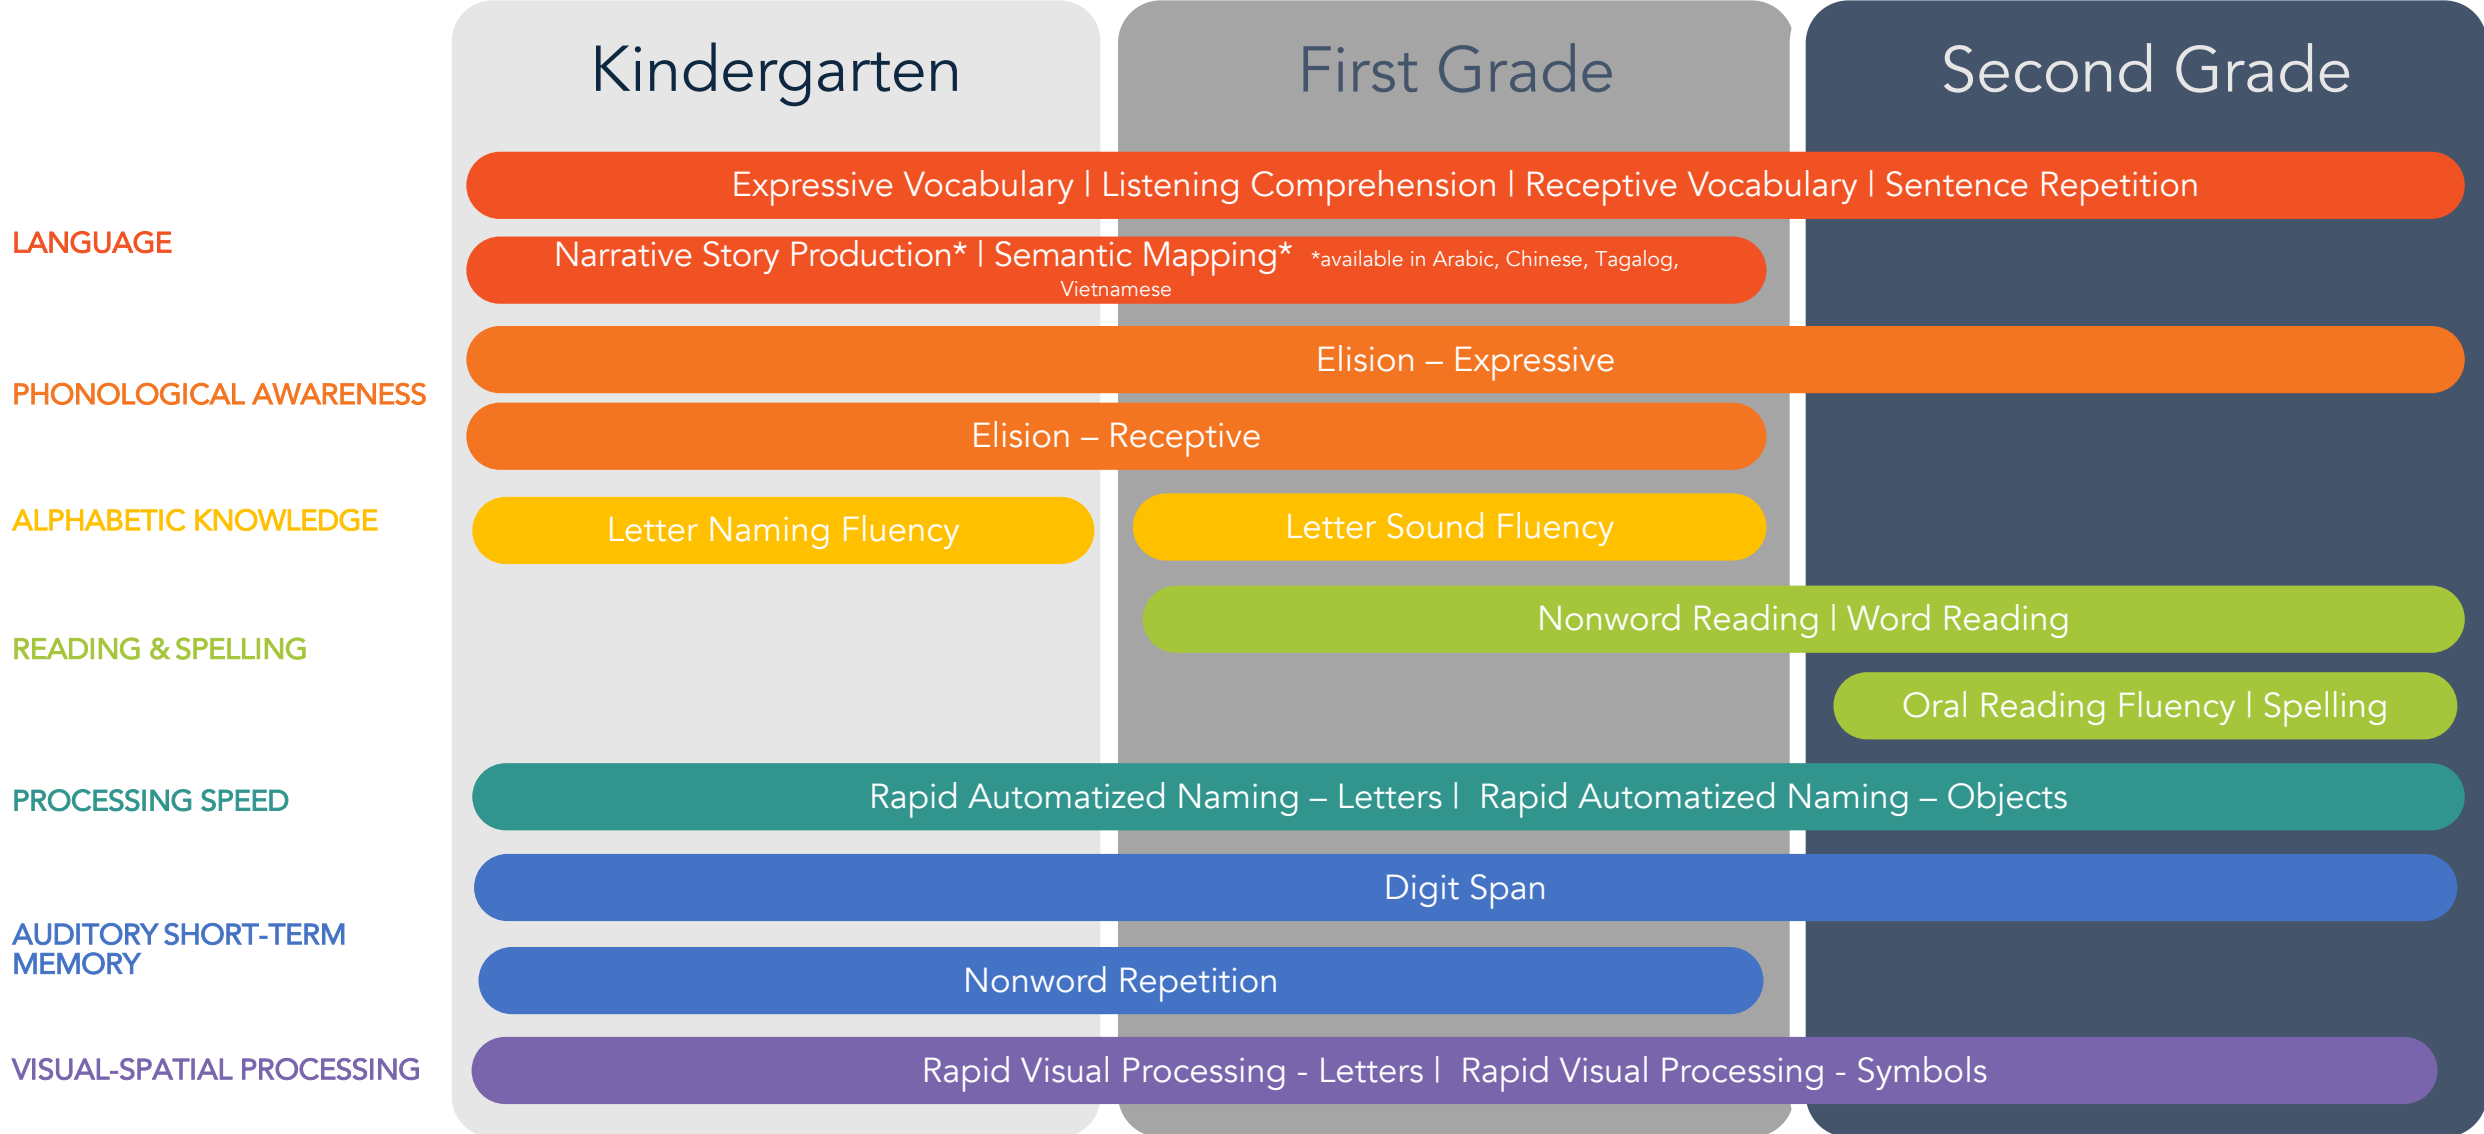 Kindergarten
First Grade
Second Grade
LANGUAGE
Expressive Vocabulary | Listening Comprehension | Receptive Vocabulary | Sentence Repetition
Narrative Story Production* | Semantic Mapping* *available in Arabic, Chinese, Tagalog,
Vietnamese
PHONOLOGICAL AWARENESS
Elision – Expressive
Elision – Receptive
ALPHABETIC KNOWLEDGE
Letter Naming Fluency
Letter Sound Fluency
READING & SPELLING
Nonword Reading | Word Reading
Oral Reading Fluency | Spelling
PROCESSING SPEED
Rapid Automatized Naming – Letters | Rapid Automatized Naming – Objects
AUDITORY SHORT-TERM
MEMORY
Digit Span
Nonword Repetition
VISUAL-SPATIAL PROCESSING
Rapid Visual Processing - Letters | Rapid Visual Processing - Symbols